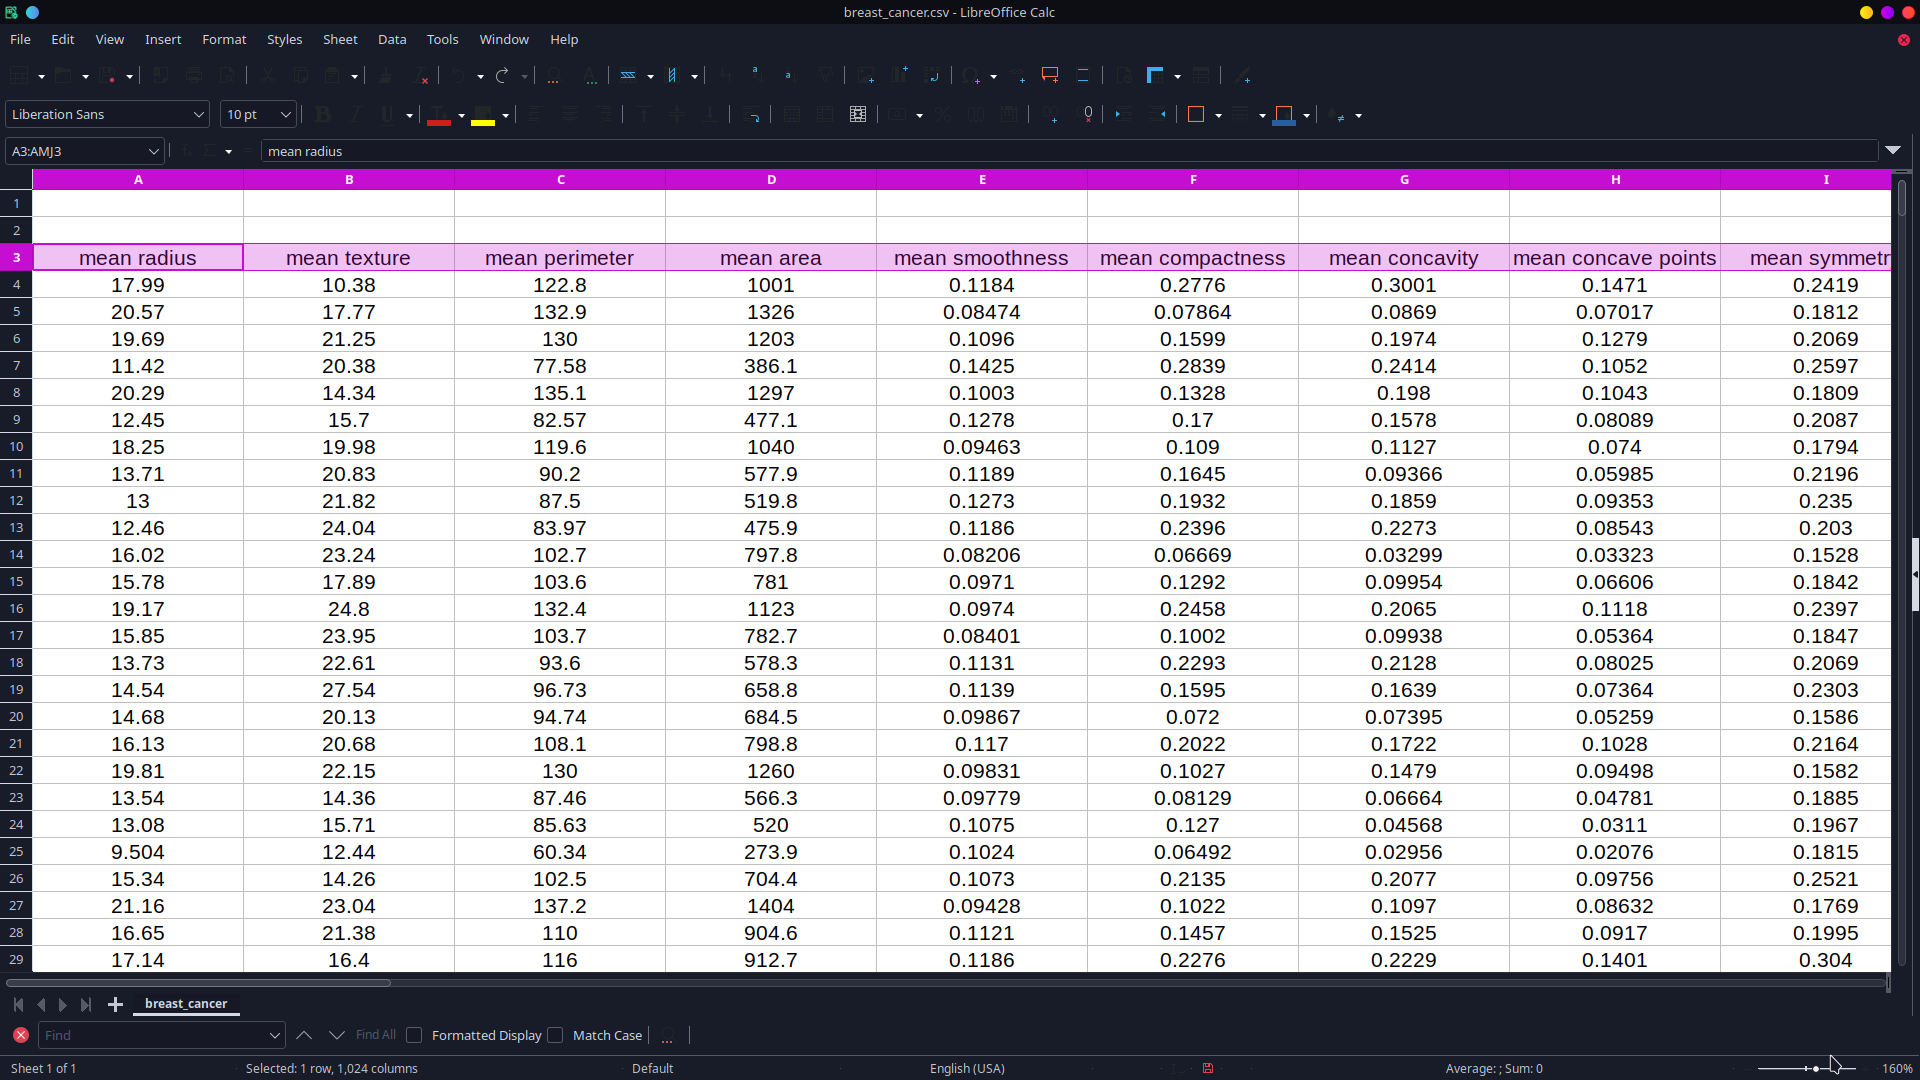 breast_cancer.csv - LibreOffice Calc
File Edit View Insert Format Styles Sheet Data Tools Window Help
Liberation Sans 10 pt
A3:AMJ3 mean radius
A B C D E F G H I
1
2
3 mean radius mean texture mean perimeter mean area mean smoothness mean compactness mean concavity mean concave points mean symmetr
4 17.99 10.38 122.8 1001 0.1184 0.2776 0.3001 0.1471 0.2419
5 20.57 17.77 132.9 1326 0.08474 0.07864 0.0869 0.07017 0.1812
6 19.69 21.25 130 1203 0.1096 0.1599 0.1974 0.1279 0.2069
7 11.42 20.38 77.58 386.1 0.1425 0.2839 0.2414 0.1052 0.2597
8 20.29 14.34 135.1 1297 0.1003 0.1328 0.198 0.1043 0.1809
9 12.45 15.7 82.57 477.1 0.1278 0.17 0.1578 0.08089 0.2087
10 18.25 19.98 119.6 1040 0.09463 0.109 0.1127 0.074 0.1794
11 13.71 20.83 90.2 577.9 0.1189 0.1645 0.09366 0.05985 0.2196
12 13 21.82 87.5 519.8 0.1273 0.1932 0.1859 0.09353 0.235
13 12.46 24.04 83.97 475.9 0.1186 0.2396 0.2273 0.08543 0.203
14 16.02 23.24 102.7 797.8 0.08206 0.06669 0.03299 0.03323 0.1528
15 15.78 17.89 103.6 781 0.0971 0.1292 0.09954 0.06606 0.1842
16 19.17 24.8 132.4 1123 0.0974 0.2458 0.2065 0.1118 0.2397
17 15.85 23.95 103.7 782.7 0.08401 0.1002 0.09938 0.05364 0.1847
18 13.73 22.61 93.6 578.3 0.1131 0.2293 0.2128 0.08025 0.2069
19 14.54 27.54 96.73 658.8 0.1139 0.1595 0.1639 0.07364 0.2303
20 14.68 20.13 94.74 684.5 0.09867 0.072 0.07395 0.05259 0.1586
21 16.13 20.68 108.1 798.8 0.117 0.2022 0.1722 0.1028 0.2164
22 19.81 22.15 130 1260 0.09831 0.1027 0.1479 0.09498 0.1582
23 13.54 14.36 87.46 566.3 0.09779 0.08129 0.06664 0.04781 0.1885
24 13.08 15.71 85.63 520 0.1075 0.127 0.04568 0.0311 0.1967
25 9.504 12.44 60.34 273.9 0.1024 0.06492 0.02956 0.02076 0.1815
26 15.34 14.26 102.5 704.4 0.1073 0.2135 0.2077 0.09756 0.2521
27 21.16 23.04 137.2 1404 0.09428 0.1022 0.1097 0.08632 0.1769
28 16.65 21.38 110 904.6 0.1121 0.1457 0.1525 0.0917 0.1995
29 17.14 16.4 116 912.7 0.1186 0.2276 0.2229 0.1401 0.304
breast_cancer
Find Find All Formatted Display Match Case
Sheet 1 of 1 Selected: 1 row, 1,024 columns Default English (USA) Average: ; Sum: 0 160%